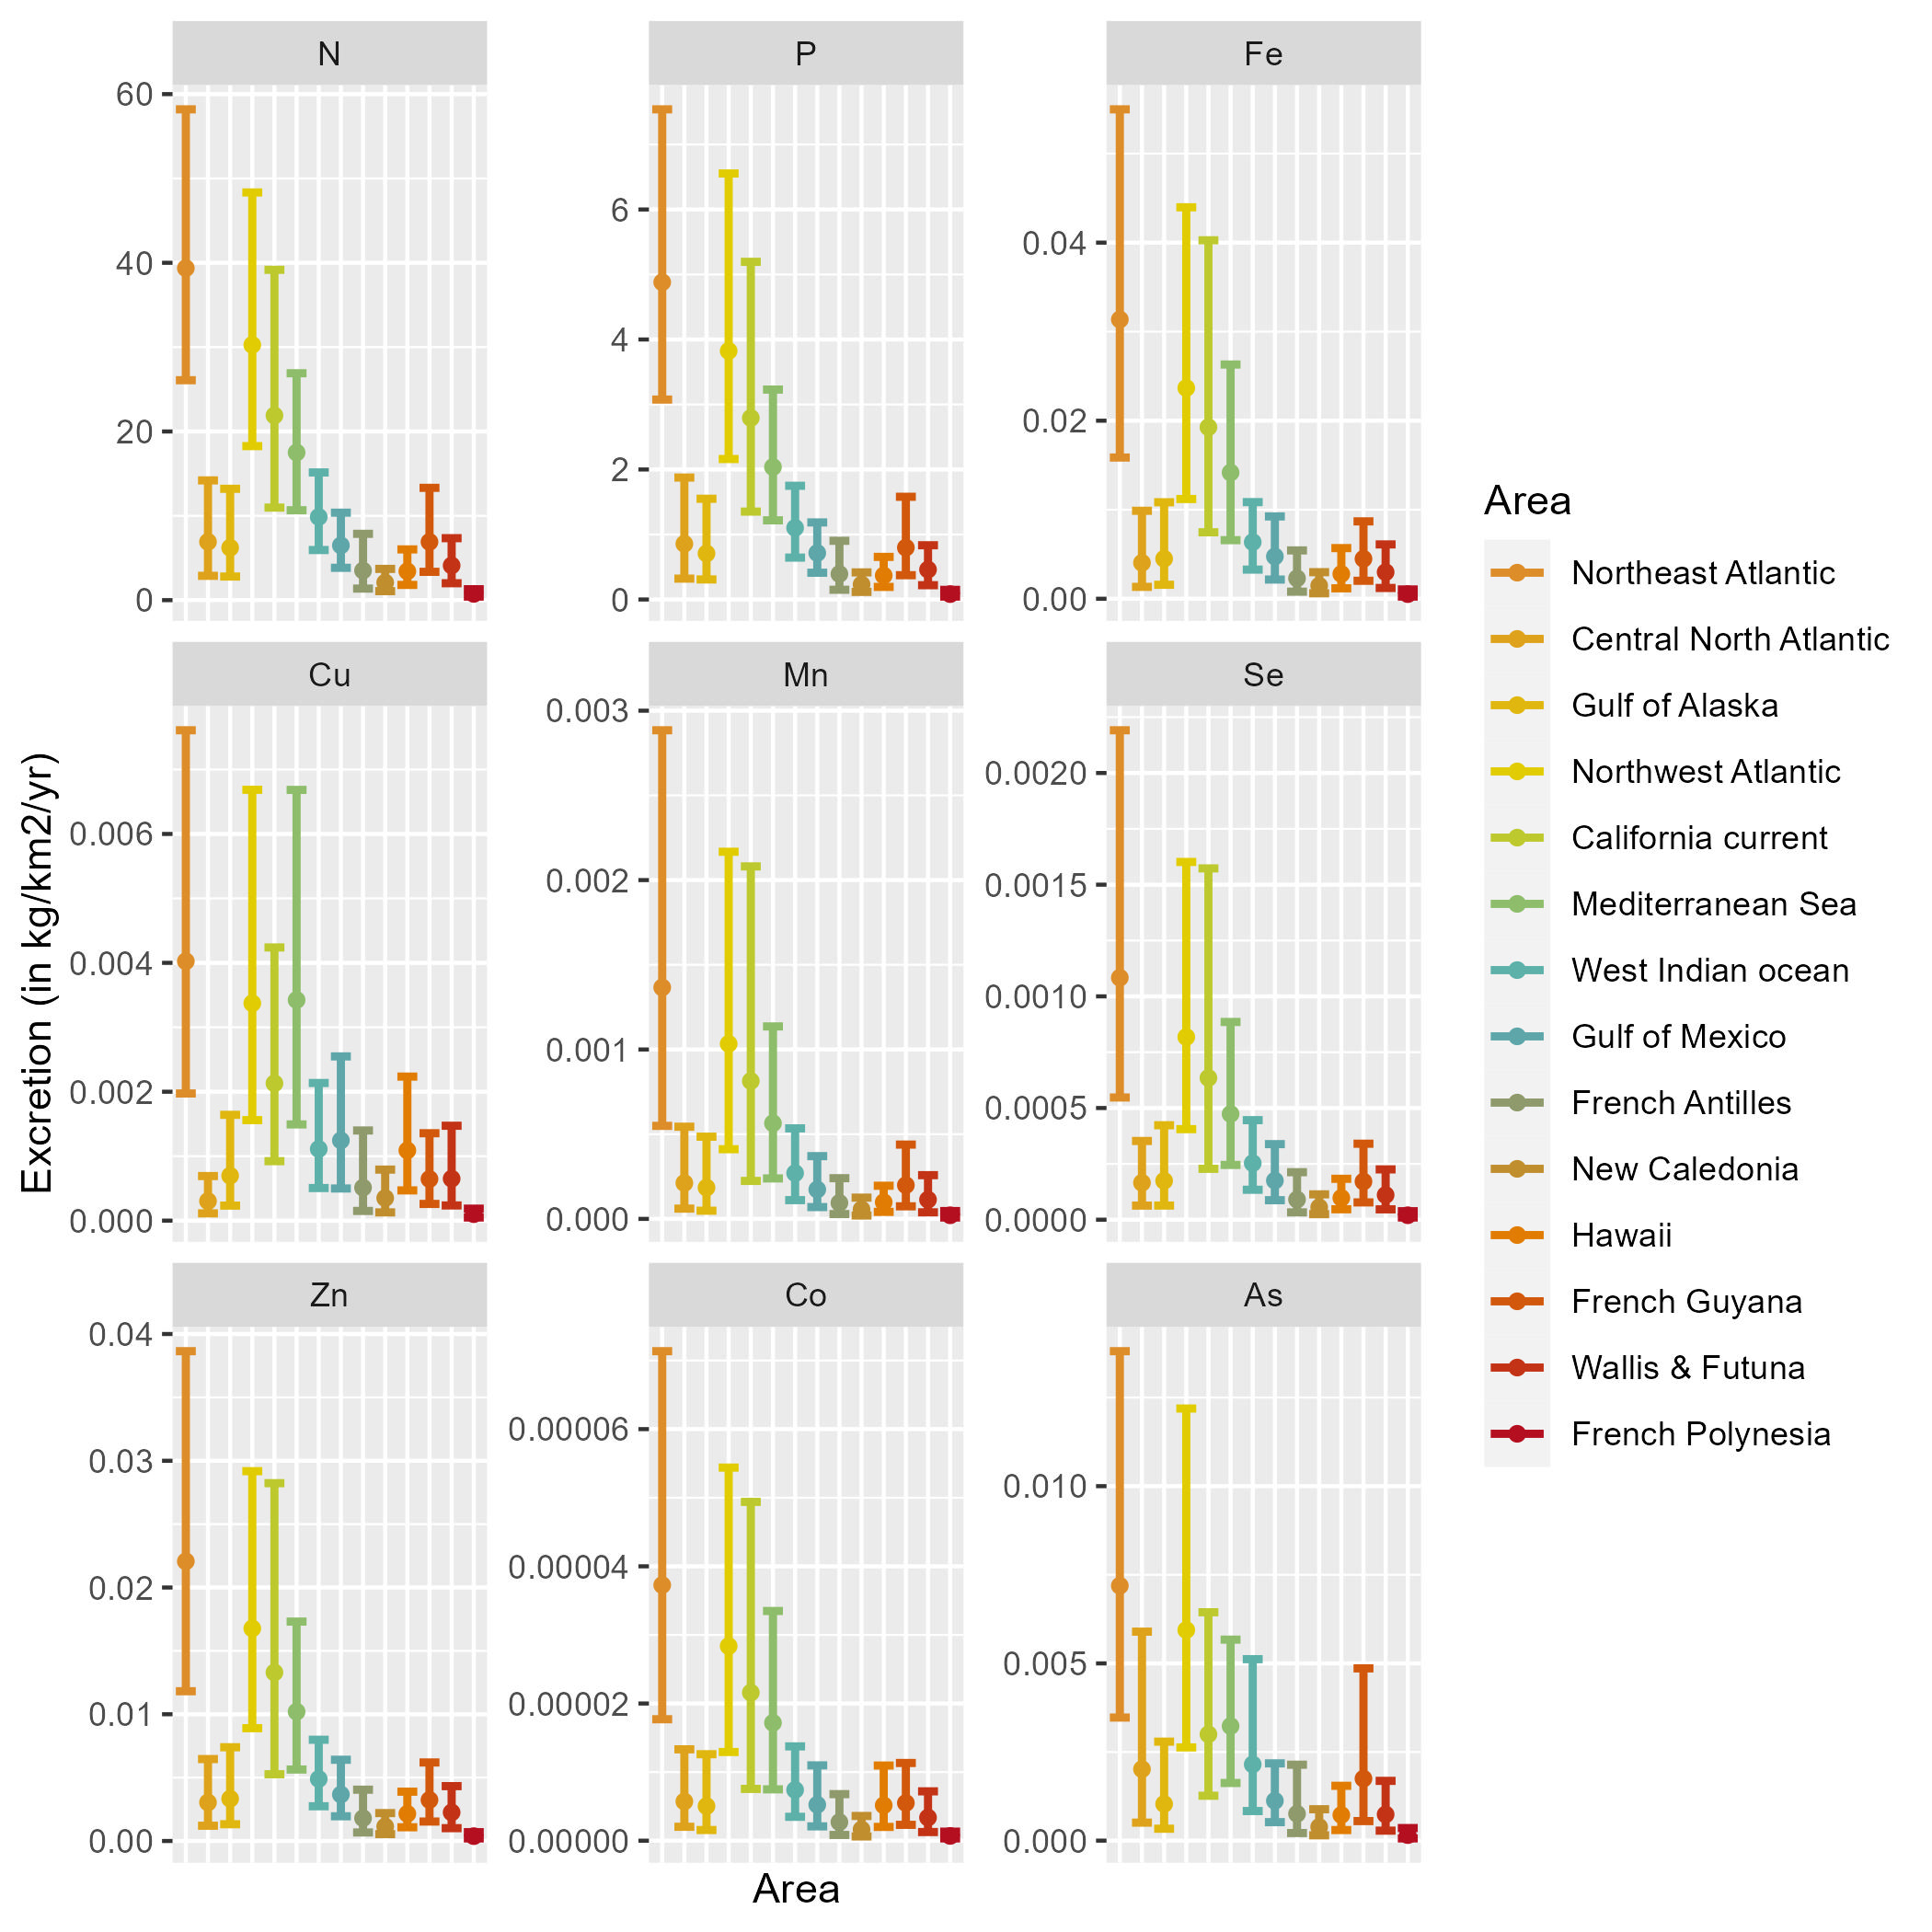 N
P
Fe
60
40
20
0
6
4
2
0
0.04
0.02
0.00
Cu
Mn
Se
0.006
0.004
0.002
0.000
0.003
0.002
0.001
0.000
0.0020
0.0015
0.0010
0.0005
0.0000
Zn
Co
As
0.04
0.03
0.02
0.01
0.00
0.00006
0.00004
0.00002
0.00000
0.010
0.005
0.000
Excretion (in kg/km2/yr)
Area
Area
Northeast Atlantic
Central North Atlantic
Gulf of Alaska
Northwest Atlantic
California current
Mediterranean Sea
West Indian ocean
Gulf of Mexico
French Antilles
New Caledonia
Hawaii
French Guyana
Wallis & Futuna
French Polynesia